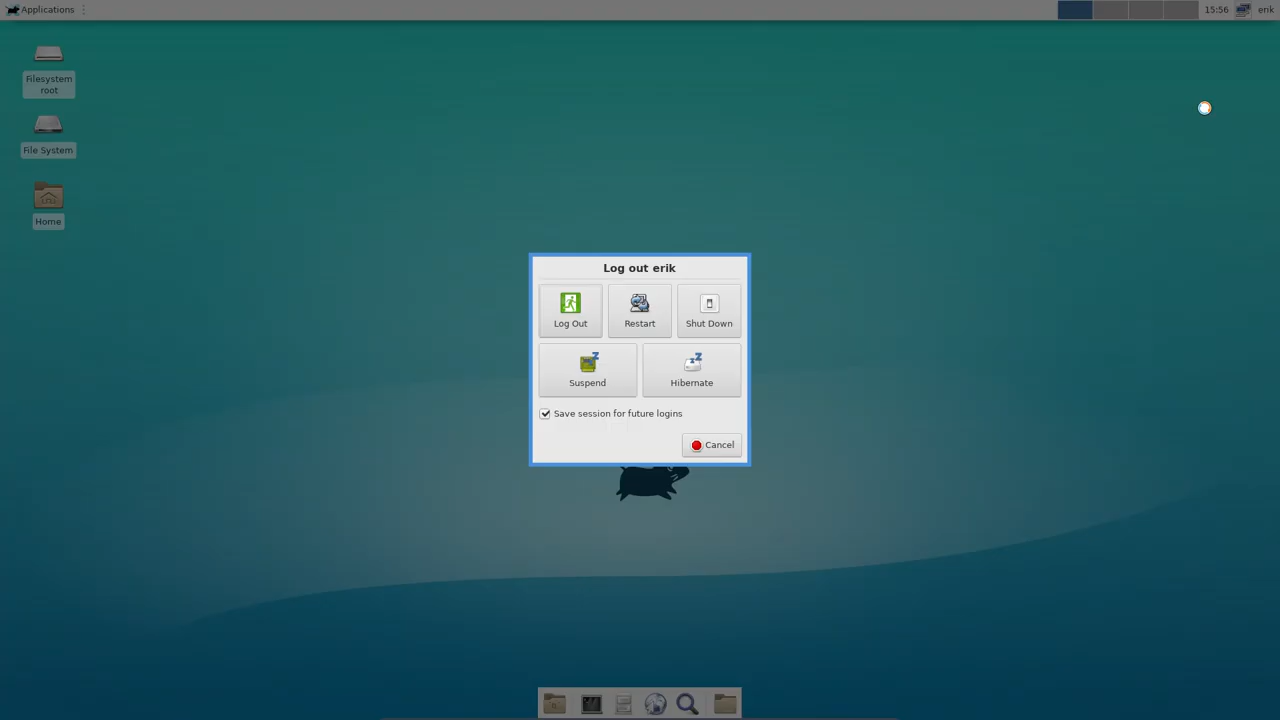 Applications
15:56
erik
Filesystem
root
File System
Home
Log out erik
Log Out
Restart
Shut Down
Suspend
Hibernate
Save session for future logins
Cancel